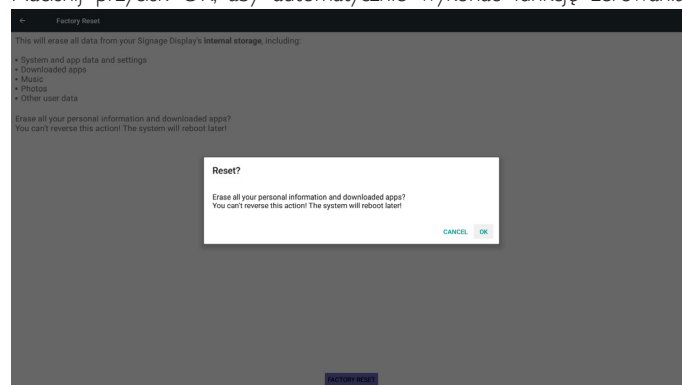 Naciśnij przycisk OK, aby automatycznie wykonać funkcję zerowania
Factory Reset
This will erase all data from your Signage Display's internal storage, including:
• System and app data and settings
• Downloaded apps
• Music
• Photos
• Other user data
Erase all your personal information and downloaded apps?
You can't reverse this action! The system will reboot later!
Reset?
Erase all your personal information and downloaded apps?
You can't reverse this action! The system will reboot later!
CANCEL OK
FACTORY RESET